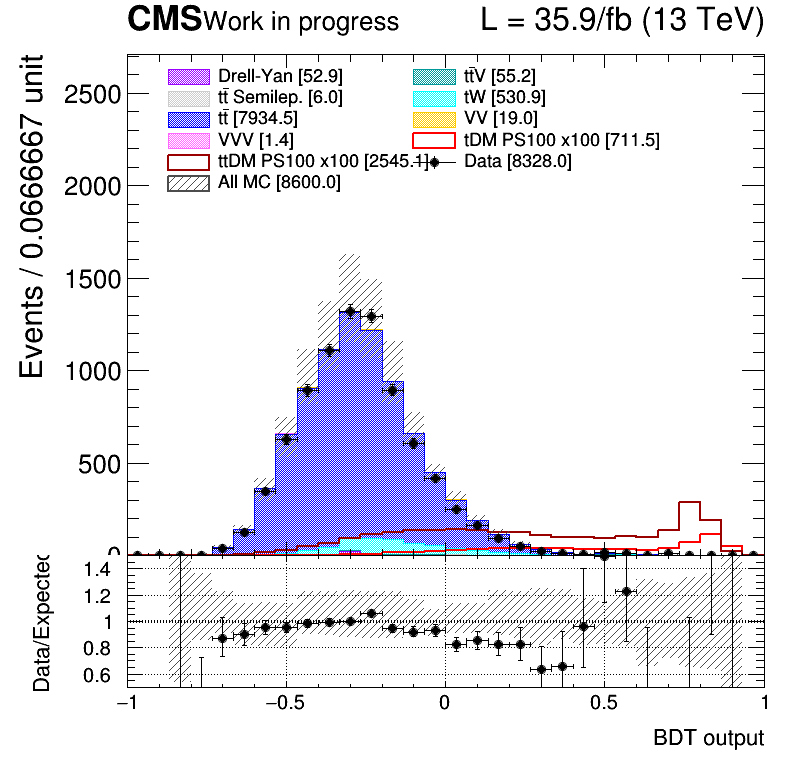 CMS Work in progress L = 35.9/fb (13 TeV)
Events / 0.0666667 unit
2500
2000
1500
1000
500
0
Drell-Yan [52.9] tt̄V [55.2]
tt̄ Semilep. [6.0] tW [530.9]
tt̄ [7934.5] VV [19.0]
VVV [1.4] tDM PS100 x100 [711.5]
ttDM PS100 x100 [2545.1] Data [8328.0]
All MC [8600.0]
Data/Expected
1.4
1.2
1
0.8
0.6
−1 −0.5 0 0.5 1
BDT output